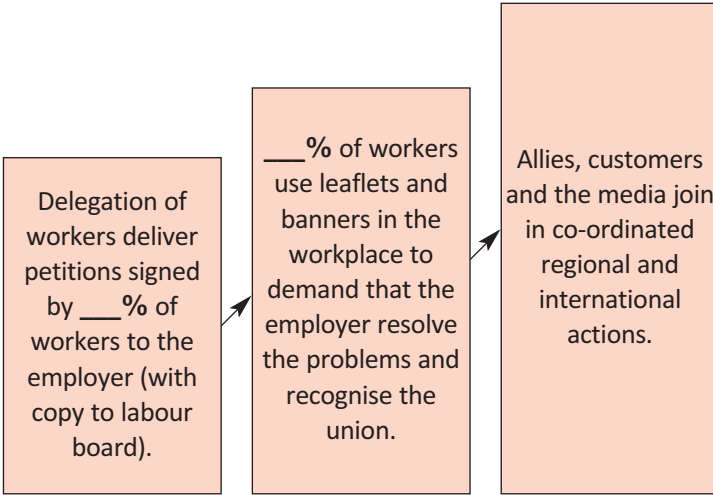 Delegation of
workers deliver
petitions signed
by ___% of
workers to the
employer (with
copy to labour
board).
___% of workers
use leaflets and
banners in the
workplace to
demand that the
employer resolve
the problems and
recognise the
union.
Allies, customers
and the media join
in co-ordinated
regional and
international
actions.